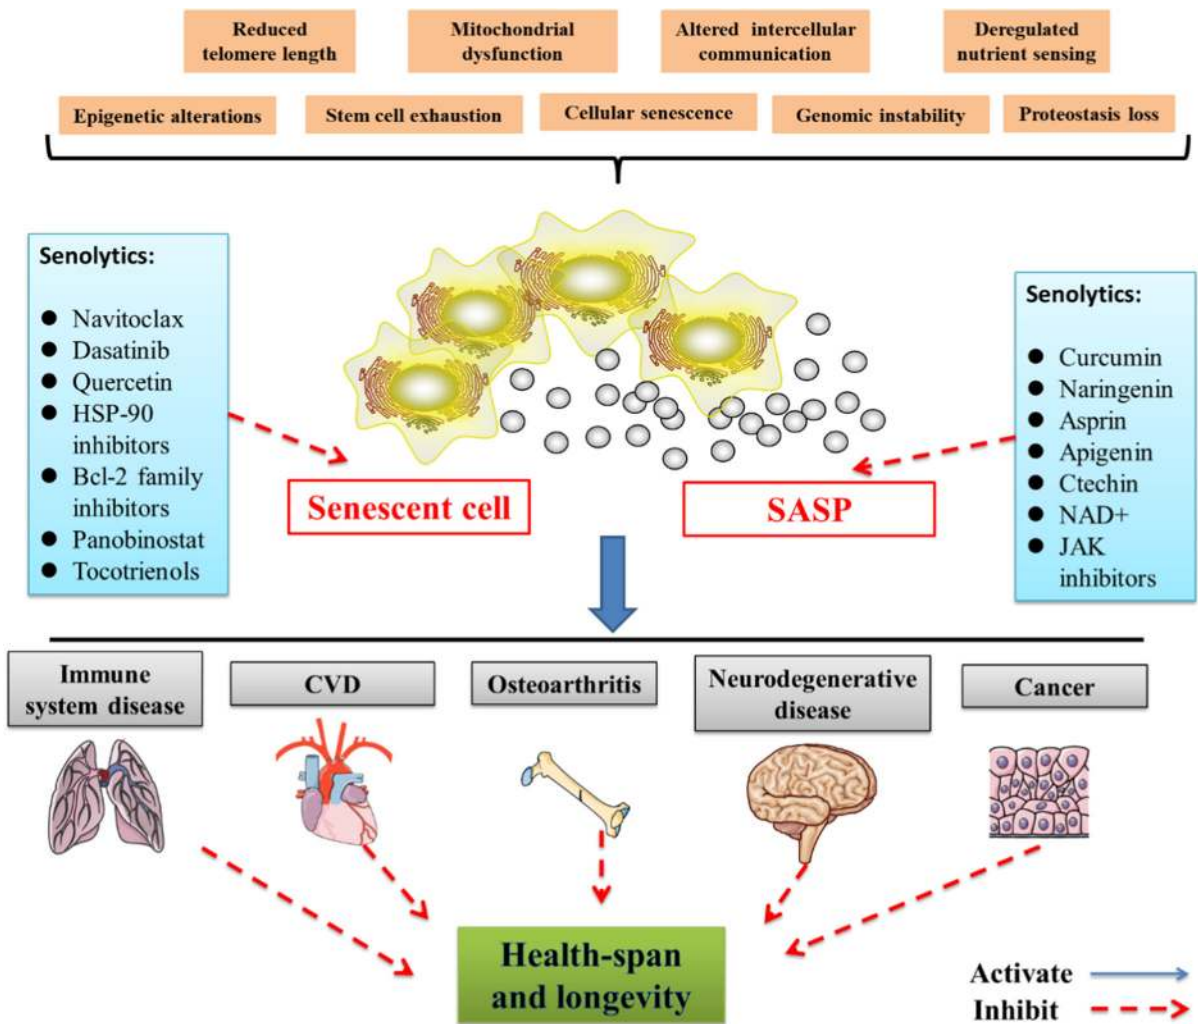 Reduced
telomere length
Mitochondrial
dysfunction
Altered intercellular
communication
Deregulated
nutrient sensing
Epigenetic alterations
Stem cell exhaustion
Cellular senescence
Genomic instability
Proteostasis loss
Senolytics:
● Navitoclax
● Dasatinib
● Quercetin
● HSP-90
inhibitors
● Bcl-2 family
inhibitors
● Panobinostat
● Tocotrienols
Senolytics:
● Curcumin
● Naringenin
● Asprin
● Apigenin
● Ctechin
● NAD+
● JAK
inhibitors
Senescent cell
SASP
Immune
system disease
CVD
Osteoarthritis
Neurodegenerative
disease
Cancer
Health-span
and longevity
Activate
Inhibit